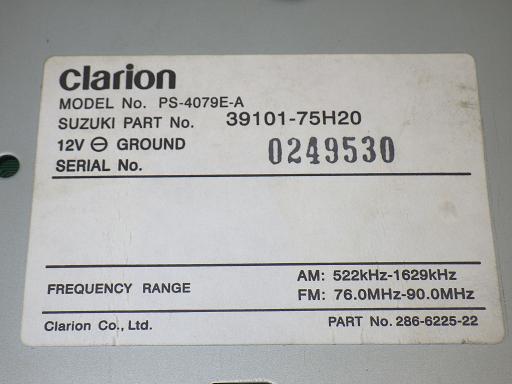 clarion
MODEL No. PS-4079E-A
SUZUKI PART No. 39101-75H20
12V ⊖ GROUND
SERIAL No. 0249530
FREQUENCY RANGE
AM: 522kHz-1629kHz
FM: 76.0MHz-90.0MHz
Clarion Co., Ltd. PART No. 286-6225-22